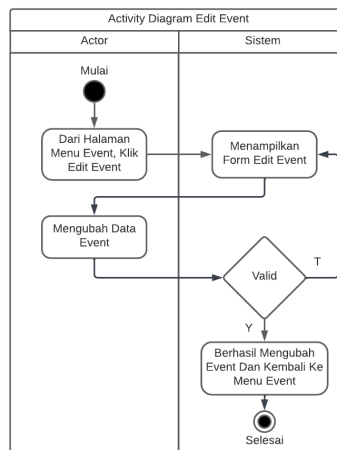 Activity Diagram Edit Event
Actor
Sistem
Mulai
Dari Halaman
Menu Event, Klik
Edit Event
Menampilkan
Form Edit Event
Mengubah Data
Event
Valid
T
Y
Berhasil Mengubah
Event Dan Kembali Ke
Menu Event
Selesai